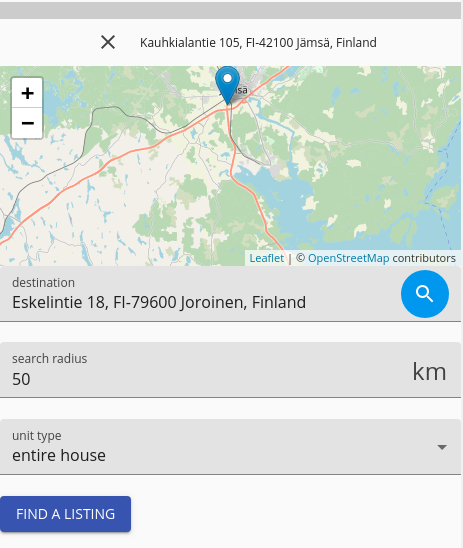 Kauhkialantie 105, FI-42100 Jämsä, Finland
+
−
Leaflet | © OpenStreetMap contributors
destination
Eskelintie 18, FI-79600 Joroinen, Finland
search radius
50
km
unit type
entire house
FIND A LISTING